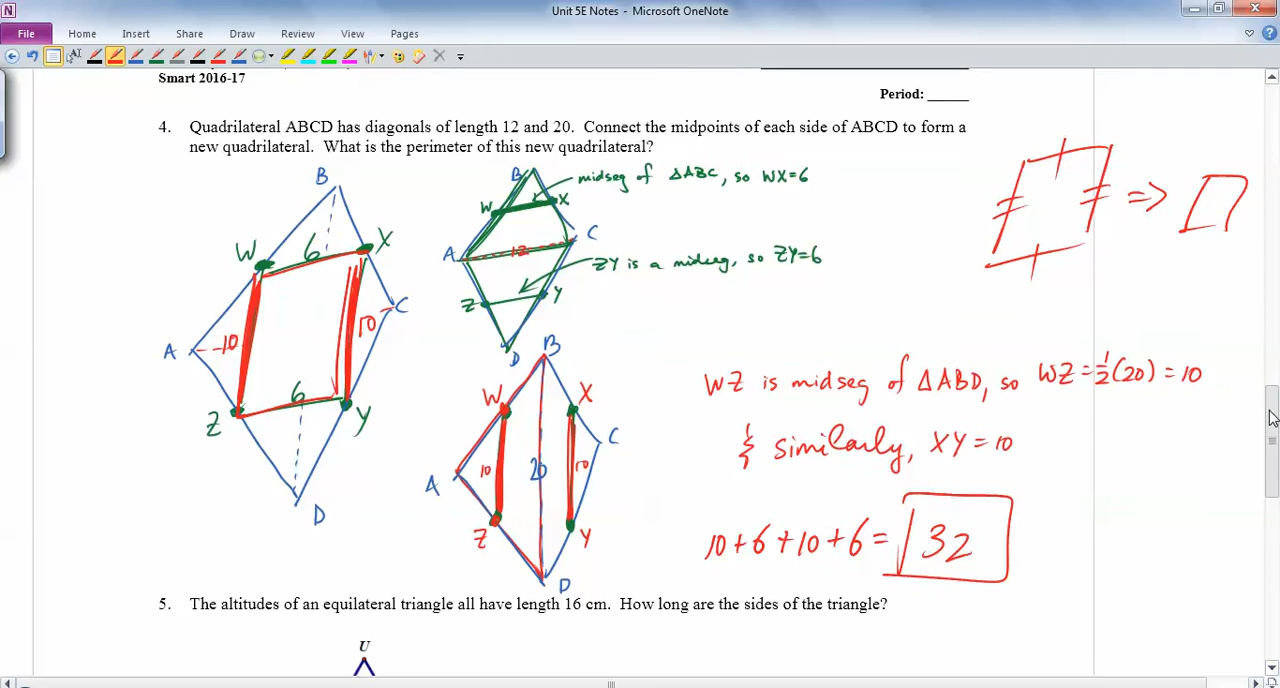 Unit 5E Notes - Microsoft OneNote
File Home Insert Share Draw Review View Pages
Smart 2016-17
Period: _____
4. Quadrilateral ABCD has diagonals of length 12 and 20. Connect the midpoints of each side of ABCD to form a
new quadrilateral. What is the perimeter of this new quadrilateral?
B
W 6 X
A 10 10 C
Z 6 Y
D
B midseg of ΔABC, so WX=6
W X
A 12 C
ZY is a midseg, so ZY=6
Z Y
D
=>
B
W X
A 10 20 10 C
Z Y
D
WZ is midseg of ΔABD, so WZ=½(20)=10
& similarly, XY=10
10+6+10+6= 32
5. The altitudes of an equilateral triangle all have length 16 cm. How long are the sides of the triangle?
U